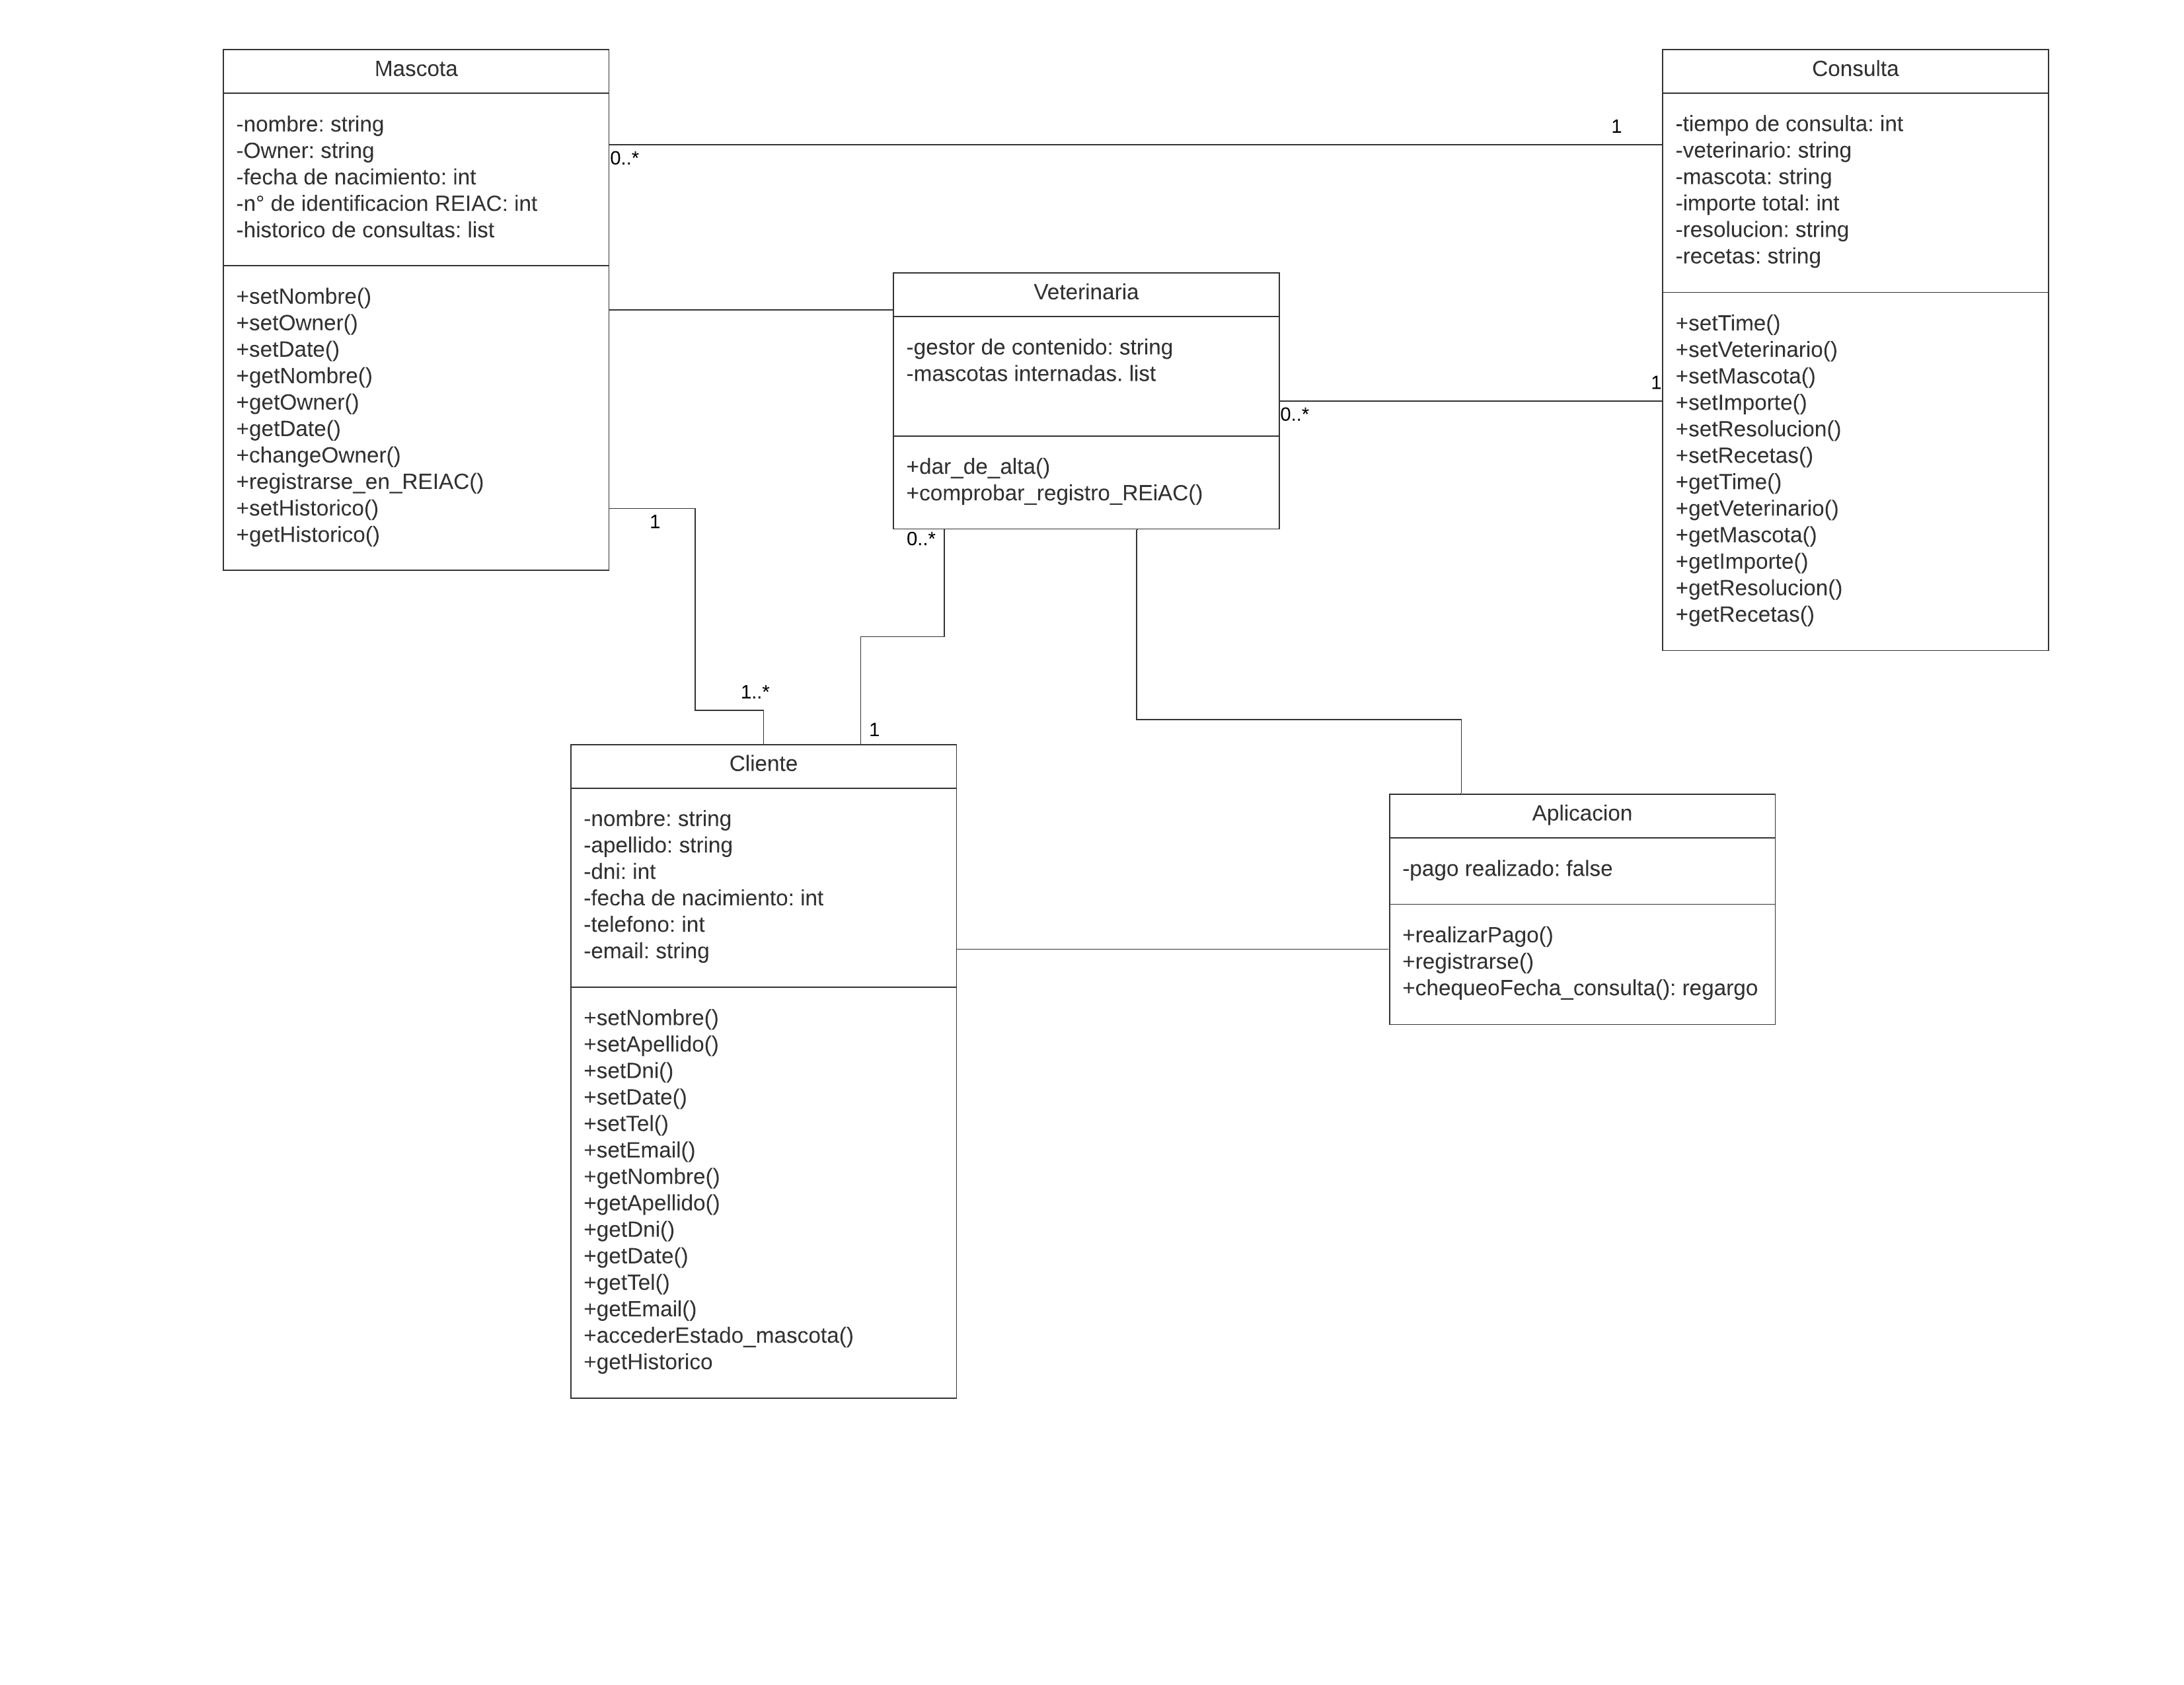 Mascota
-nombre: string
-Owner: string
-fecha de nacimiento: int
-n° de identificacion REIAC: int
-historico de consultas: list
+setNombre()
+setOwner()
+setDate()
+getNombre()
+getOwner()
+getDate()
+changeOwner()
+registrarse_en_REIAC()
+setHistorico()
+getHistorico()
0..*
1
Consulta
-tiempo de consulta: int
-veterinario: string
-mascota: string
-importe total: int
-resolucion: string
-recetas: string
+setTime()
+setVeterinario()
+setMascota()
+setImporte()
+setResolucion()
+setRecetas()
+getTime()
+getVeterinario()
+getMascota()
+getImporte()
+getResolucion()
+getRecetas()
Veterinaria
-gestor de contenido: string
-mascotas internadas. list
+dar_de_alta()
+comprobar_registro_REiAC()
1
0..*
1
0..*
1..*
1
Cliente
-nombre: string
-apellido: string
-dni: int
-fecha de nacimiento: int
-telefono: int
-email: string
+setNombre()
+setApellido()
+setDni()
+setDate()
+setTel()
+setEmail()
+getNombre()
+getApellido()
+getDni()
+getDate()
+getTel()
+getEmail()
+accederEstado_mascota()
+getHistorico
Aplicacion
-pago realizado: false
+realizarPago()
+registrarse()
+chequeoFecha_consulta(): regargo